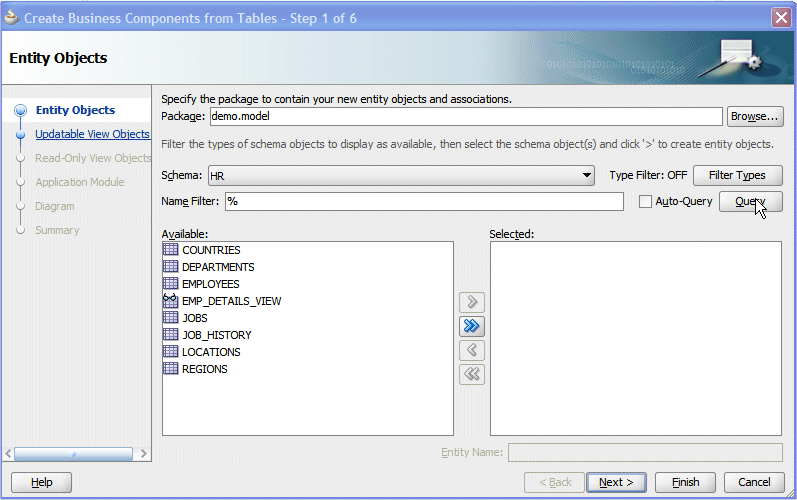 Create Business Components from Tables - Step 1 of 6
Entity Objects
Entity Objects
Updatable View Objects
Read-Only View Objects
Application Module
Diagram
Summary
Specify the package to contain your new entity objects and associations.
Package: demo.model Browse...
Filter the types of schema objects to display as available, then select the schema object(s) and click '>' to create entity objects.
Schema: HR Type Filter: OFF Filter Types
Name Filter: % Auto-Query Query
Available: Selected:
COUNTRIES
DEPARTMENTS
EMPLOYEES
EMP_DETAILS_VIEW
JOBS
JOB_HISTORY
LOCATIONS
REGIONS
Entity Name:
Help < Back Next > Finish Cancel